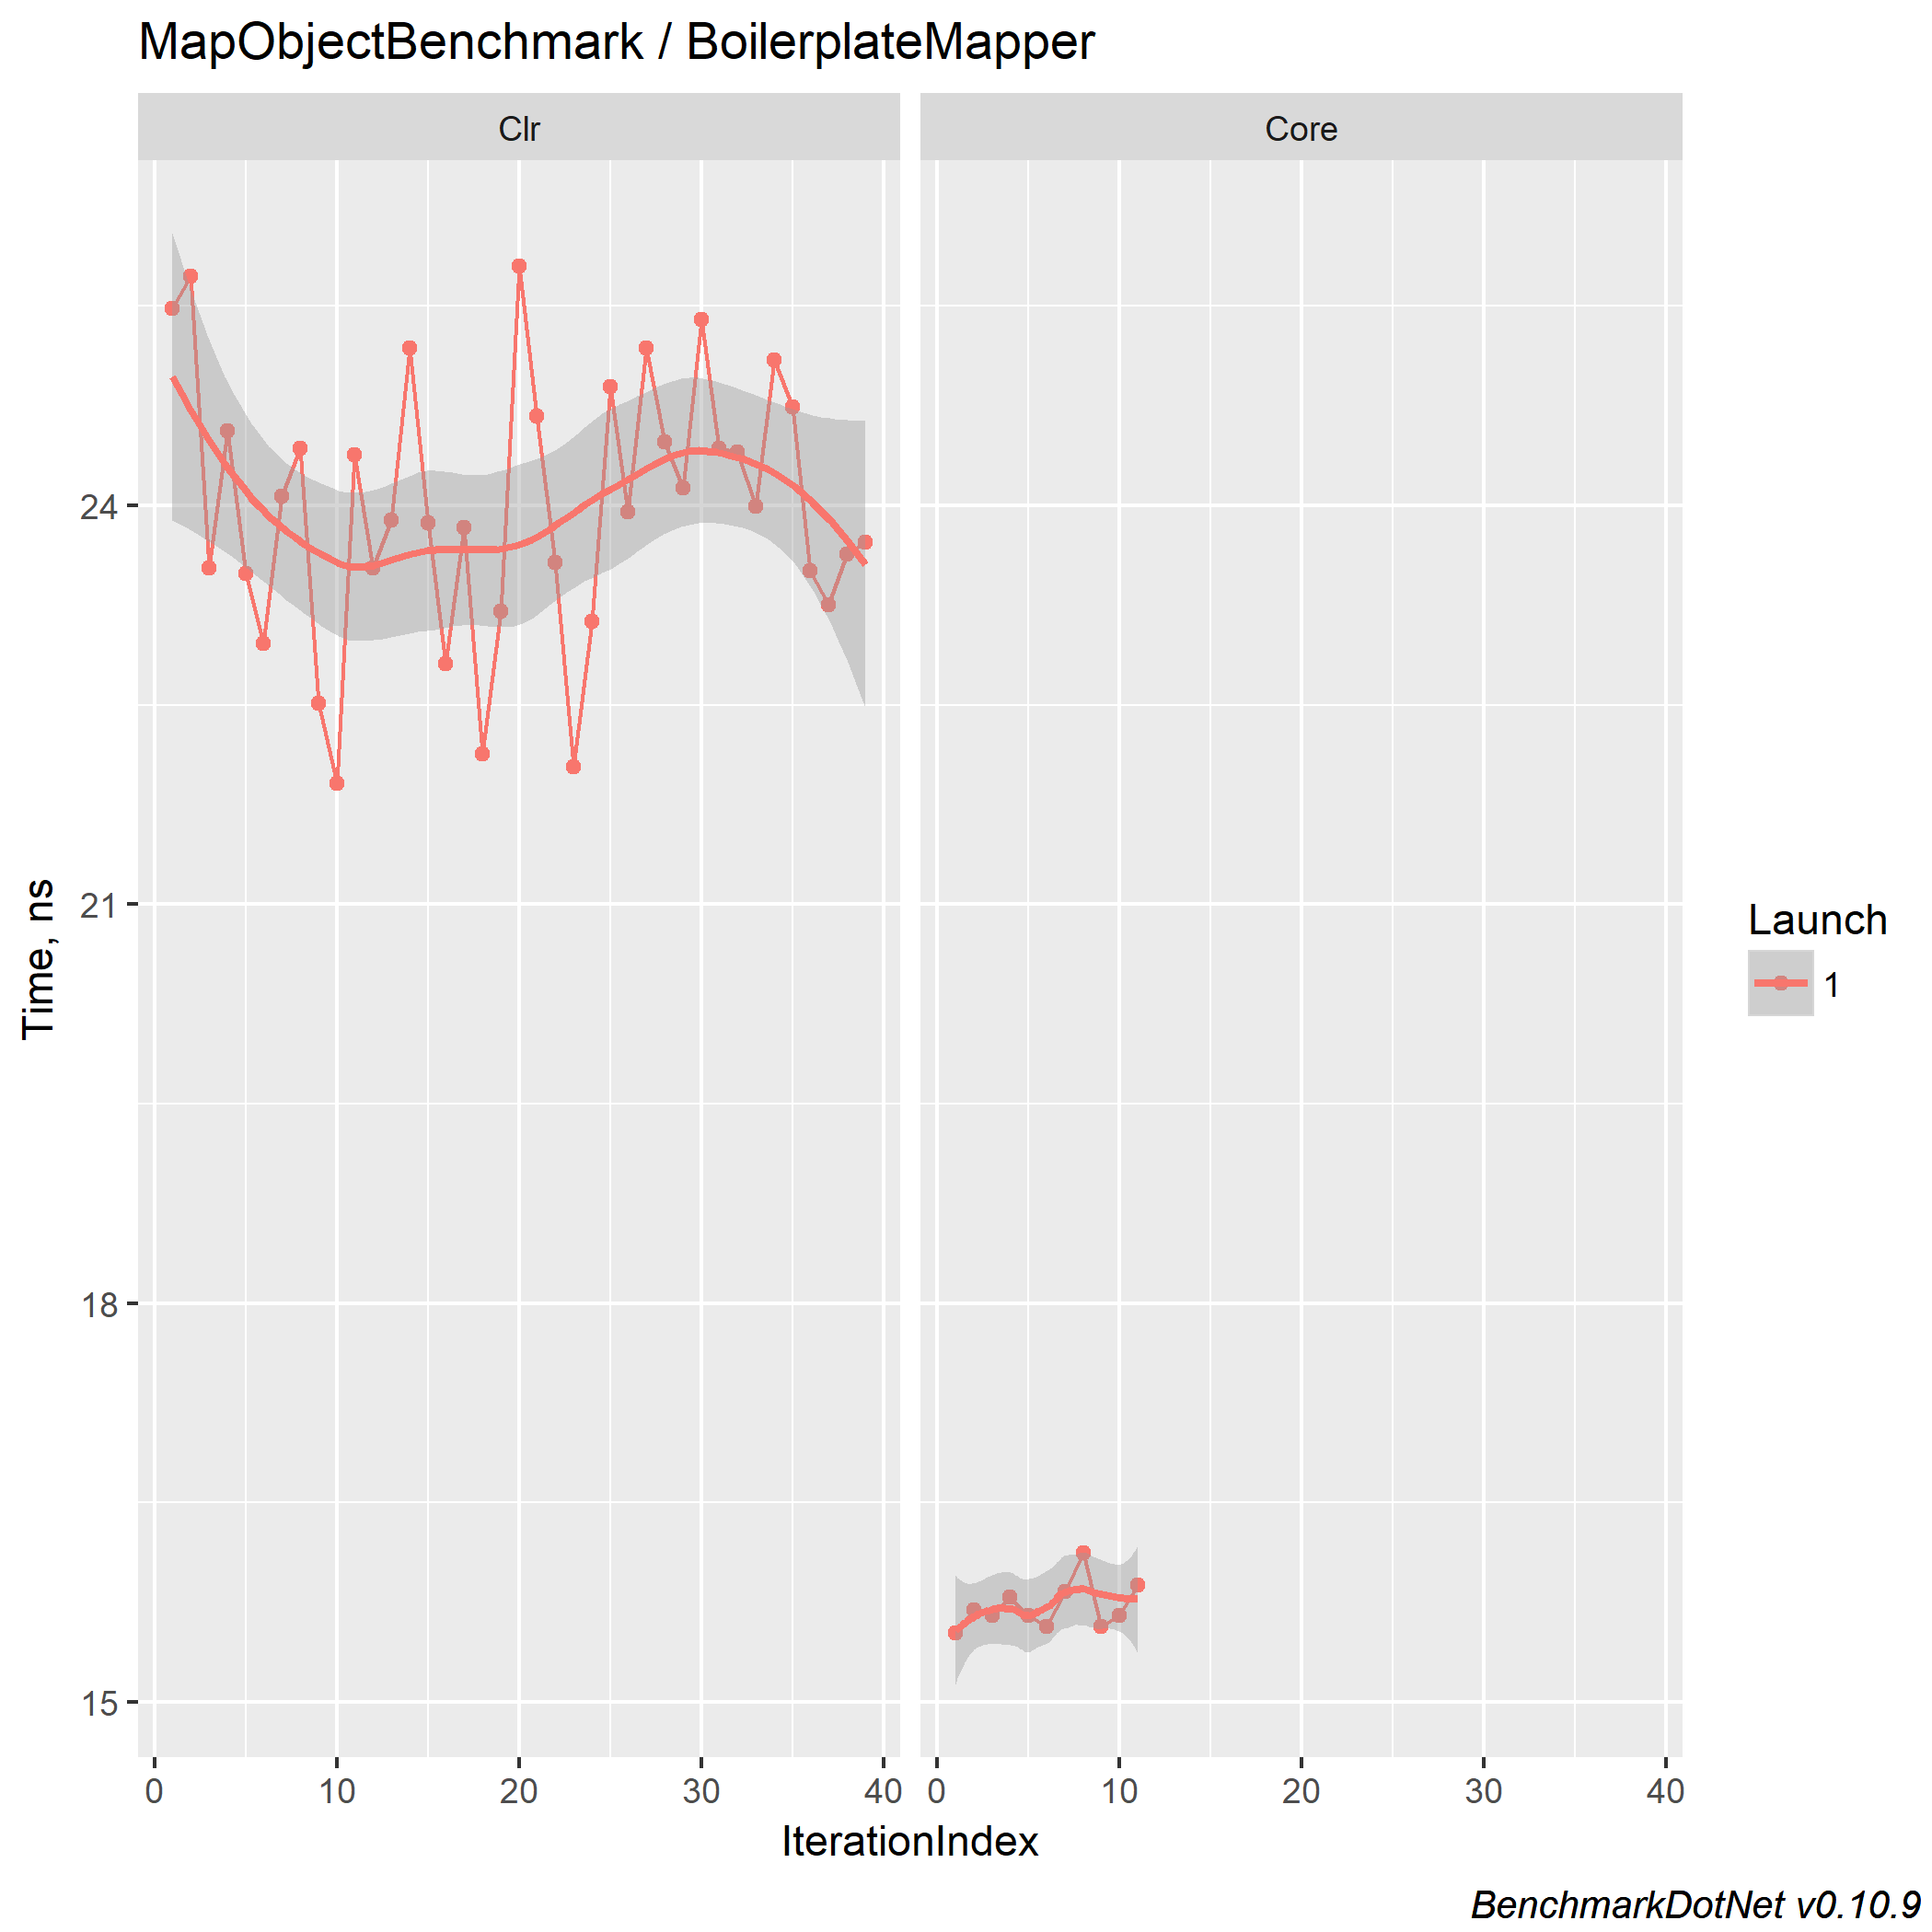 MapObjectBenchmark / BoilerplateMapper
Clr
Core
24
21
18
15
Time, ns
0 10 20 30 40
0 10 20 30 40
IterationIndex
Launch
1
BenchmarkDotNet v0.10.9